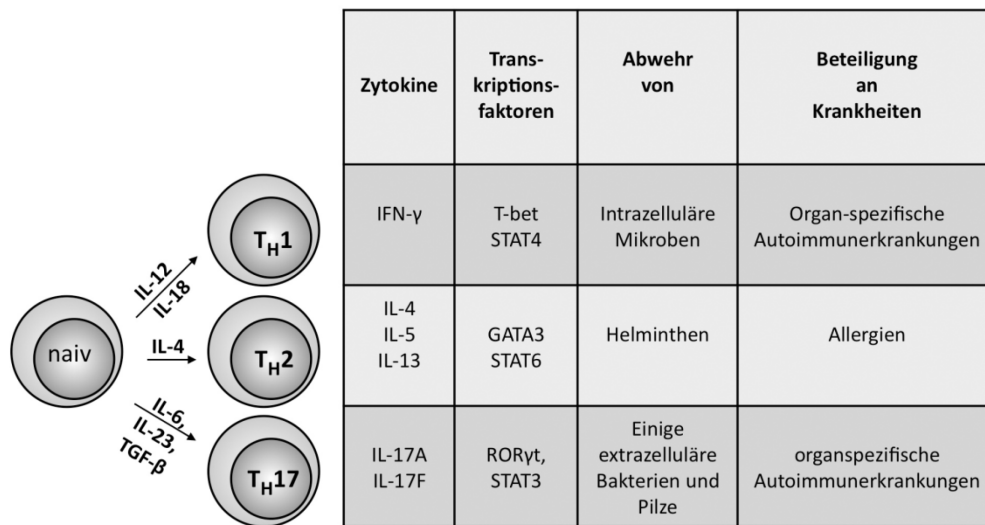 Zytokine
Trans-
kriptions-
faktoren
Abwehr
von
Beteiligung
an
Krankheiten
naiv
IL-12
IL-18
TH1
IFN-γ
T-bet
STAT4
Intrazelluläre
Mikroben
Organ-spezifische
Autoimmunerkrankungen
IL-4
TH2
IL-4
IL-5
IL-13
GATA3
STAT6
Helminthen
Allergien
IL-6,
IL-23,
TGF-β
TH17
IL-17A
IL-17F
RORγt,
STAT3
Einige
extrazelluläre
Bakterien und
Pilze
organspezifische
Autoimmunerkrankungen